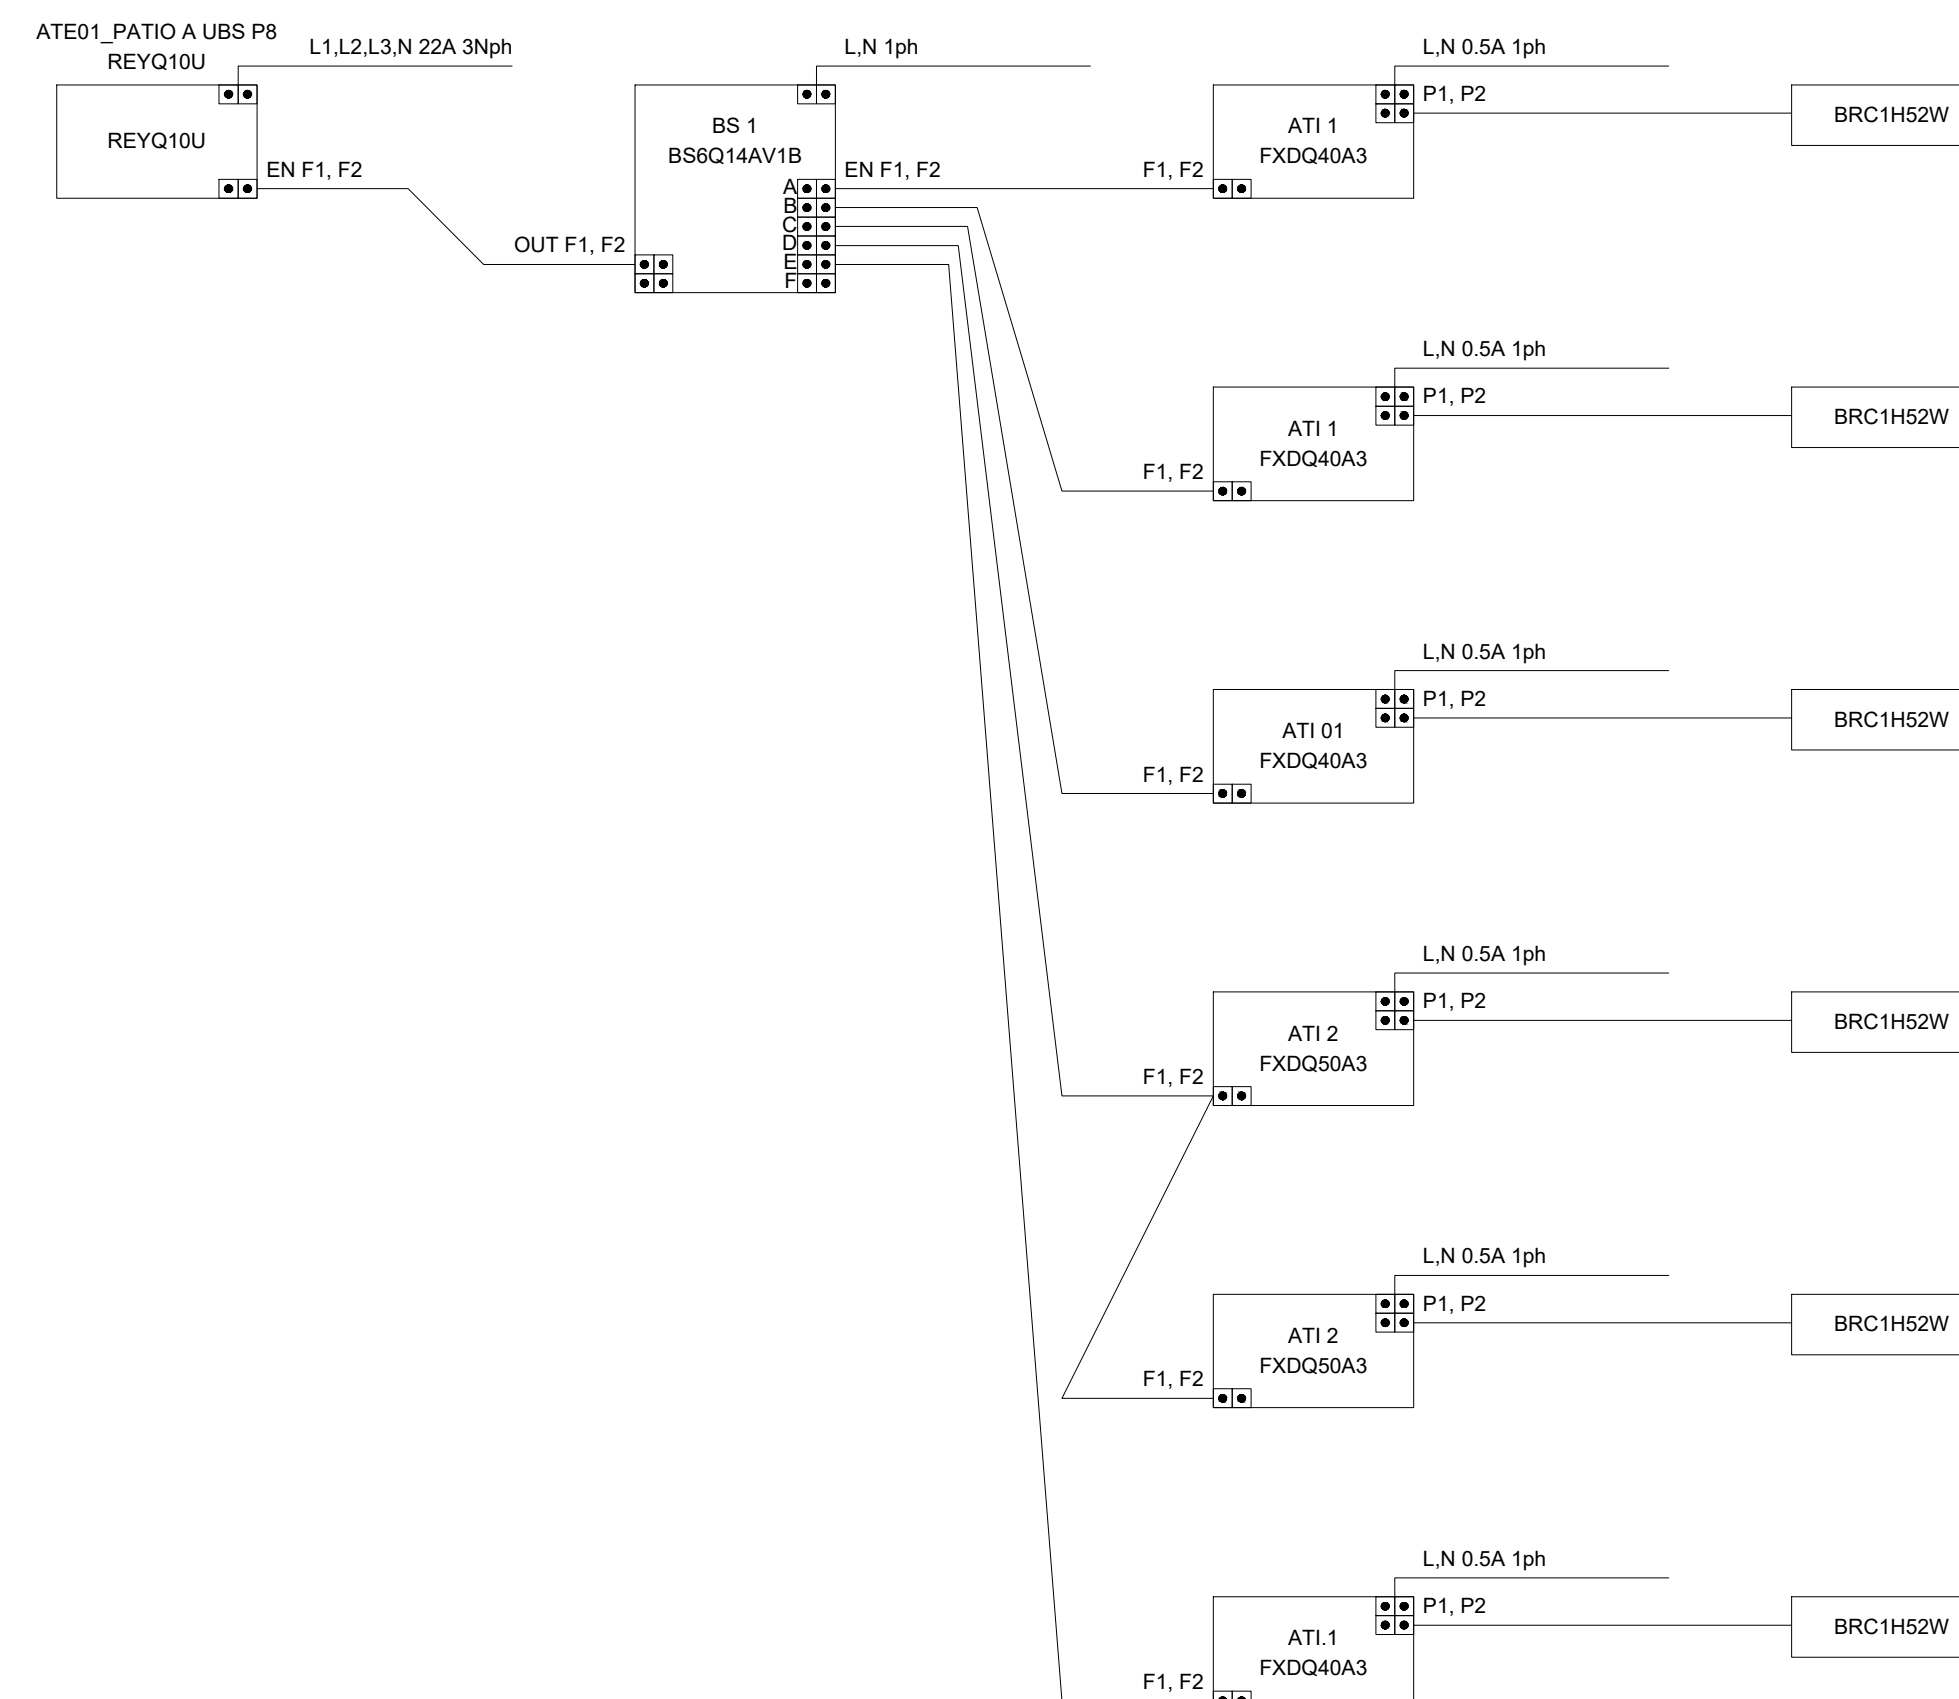 ATE01_PATIO A UBS P8
REYQ10U
L1,L2,L3,N 22A 3Nph
REYQ10U
EN F1, F2
L,N 1ph
BS 1
BS6Q14AV1B
OUT F1, F2
A
B
C
D
E
F
EN F1, F2
L,N 0.5A 1ph
P1, P2
ATI 1
FXDQ40A3
F1, F2
BRC1H52W
L,N 0.5A 1ph
P1, P2
ATI 1
FXDQ40A3
F1, F2
BRC1H52W
L,N 0.5A 1ph
P1, P2
ATI 01
FXDQ40A3
F1, F2
BRC1H52W
L,N 0.5A 1ph
P1, P2
ATI 2
FXDQ50A3
F1, F2
BRC1H52W
L,N 0.5A 1ph
P1, P2
ATI 2
FXDQ50A3
F1, F2
BRC1H52W
L,N 0.5A 1ph
P1, P2
ATI.1
FXDQ40A3
F1, F2
BRC1H52W